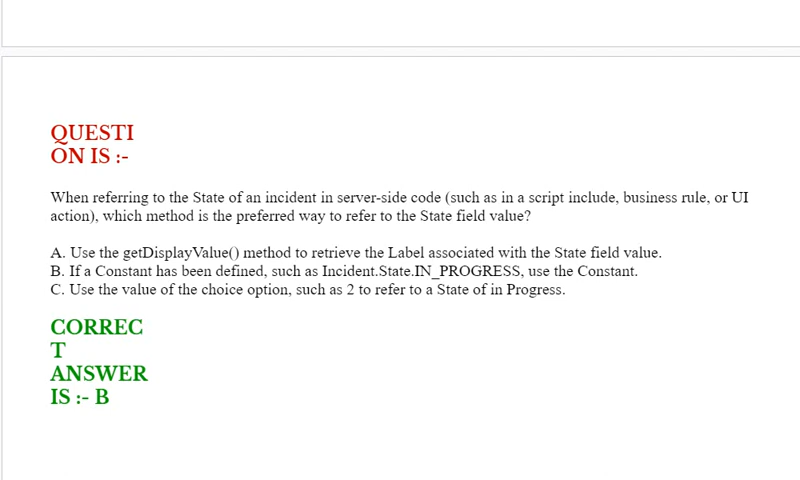 QUESTI
ON IS :-
When referring to the State of an incident in server-side code (such as in a script include, business rule, or UI
action), which method is the preferred way to refer to the State field value?
A. Use the getDisplayValue() method to retrieve the Label associated with the State field value.
B. If a Constant has been defined, such as Incident.State.IN_PROGRESS, use the Constant.
C. Use the value of the choice option, such as 2 to refer to a State of in Progress.
CORREC
T
ANSWER
IS :- B